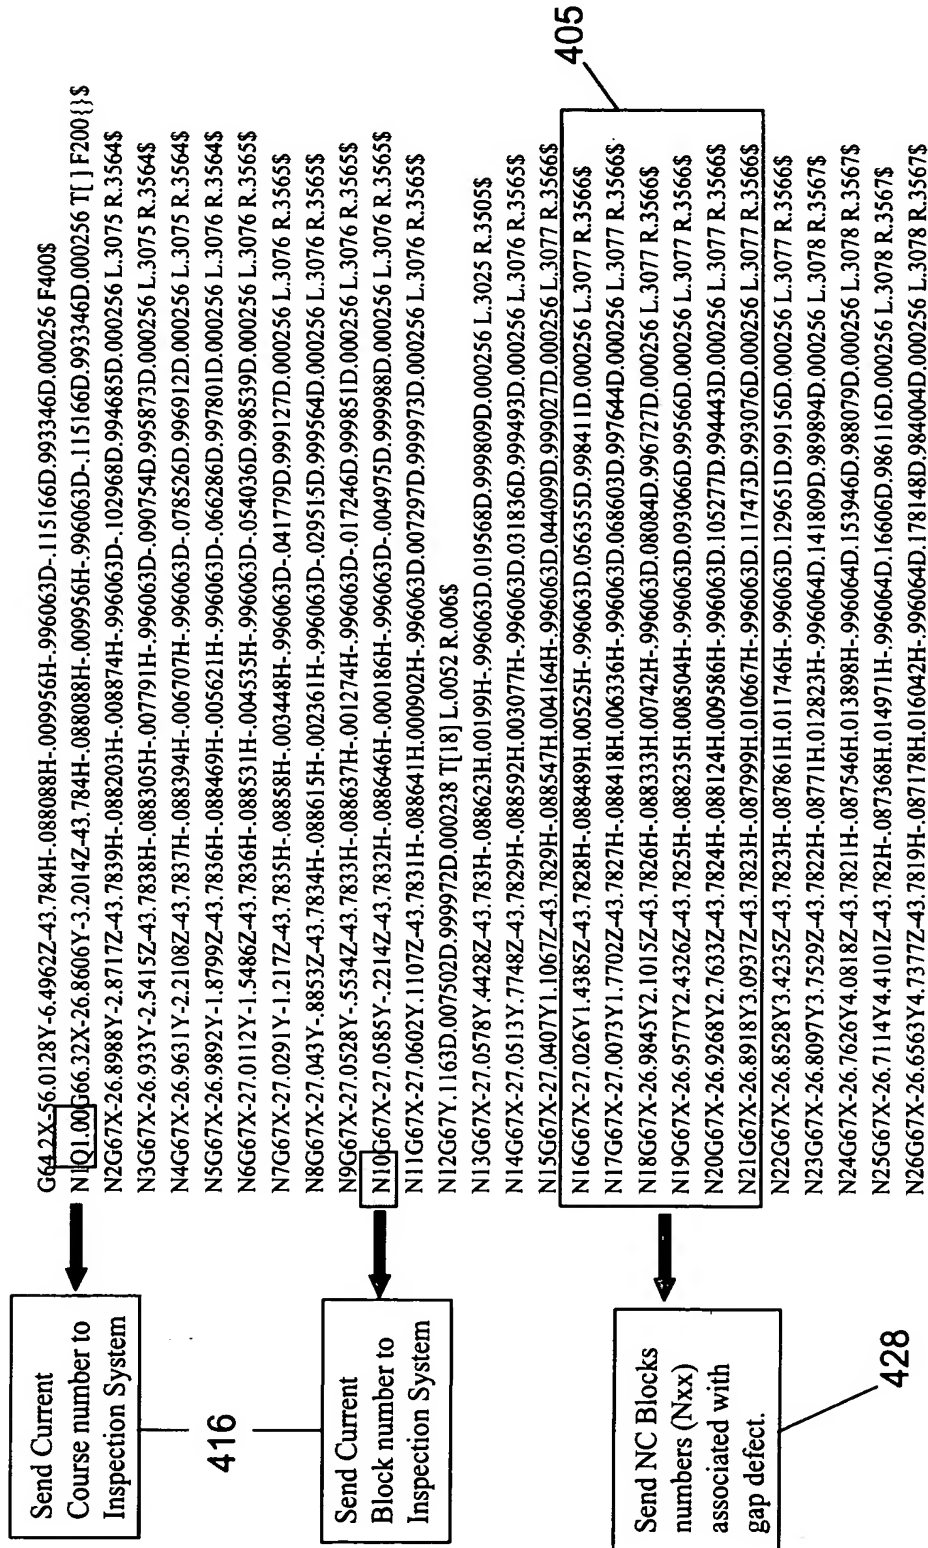 Send Current
Course number to
Inspection System
416
Send Current
Block number to
Inspection System
Send NC Blocks
numbers (Nxx)
associated with
gap defect.
428
405
G64.2X-56.0128Y-6.4962Z-43.784H-.088088H-.009956H-.996063D-.115166D.993346D.000256 F400$
N1Q1.00G66.32X-26.8606Y-3.2014Z-43.784H-.088088H-.009956H-.996063D-.115166D.993346D.000256 T[ ] F200{}$
N2G67X-26.8988Y-2.8717Z-43.7839H-.088203H-.008874H-.996063D-.102968D.994685D.000256 L.3075 R.3564$
N3G67X-26.933Y-2.5415Z-43.7838H-.088305H-.007791H-.996063D-.090754D.995873D.000256 L.3075 R.3564$
N4G67X-26.9631Y-2.2108Z-43.7837H-.088394H-.006707H-.996063D-.078526D.996912D.000256 L.3075 R.3564$
N5G67X-26.9892Y-1.8799Z-43.7836H-.088469H-.005621H-.996063D-.066286D.997801D.000256 L.3076 R.3564$
N6G67X-27.0112Y-1.5486Z-43.7836H-.088531H-.004535H-.996063D-.054036D.998539D.000256 L.3076 R.3565$
N7G67X-27.0291Y-1.217Z-43.7835H-.08858H-.003448H-.996063D-.041779D.999127D.000256 L.3076 R.3565$
N8G67X-27.043Y-.8853Z-43.7834H-.088615H-.002361H-.996063D-.029515D.999564D.000256 L.3076 R.3565$
N9G67X-27.0528Y-.5534Z-43.7833H-.088637H-.001274H-.996063D-.017246D.999851D.000256 L.3076 R.3565$
N10G67X-27.0585Y-.2214Z-43.7832H-.088646H-.000186H-.996063D-.004975D.999988D.000256 L.3076 R.3565$
N11G67X-27.0602Y.1107Z-43.7831H-.088641H.000902H-.996063D.007297D.999973D.000256 L.3076 R.3565$
N12G67Y.1163D.007502D.999972D.000238 T[18] L.0052 R.006$
N13G67X-27.0578Y.4428Z-43.783H-.088623H.00199H-.996063D.019568D.999809D.000256 L.3025 R.3505$
N14G67X-27.0513Y.7748Z-43.7829H-.088592H.003077H-.996063D.031836D.999493D.000256 L.3076 R.3565$
N15G67X-27.0407Y1.1067Z-43.7829H-.088547H.004164H-.996063D.044099D.999027D.000256 L.3077 R.3566$
N16G67X-27.026Y1.4385Z-43.7828H-.088489H.00525H-.996063D.056355D.998411D.000256 L.3077 R.3566$
N17G67X-27.0073Y1.7702Z-43.7827H-.088418H.006336H-.996063D.068603D.997644D.000256 L.3077 R.3566$
N18G67X-26.9845Y2.1015Z-43.7826H-.088333H.00742H-.996063D.08084D.996727D.000256 L.3077 R.3566$
N19G67X-26.9577Y2.4326Z-43.7825H-.088235H.008504H-.996063D.093066D.99566D.000256 L.3077 R.3566$
N20G67X-26.9268Y2.7633Z-43.7824H-.088124H.009586H-.996063D.105277D.994443D.000256 L.3077 R.3566$
N21G67X-26.8918Y3.0937Z-43.7823H-.087999H.010667H-.996063D.117473D.993076D.000256 L.3077 R.3566$
N22G67X-26.8528Y3.4235Z-43.7823H-.087861H.011746H-.996063D.129651D.99156D.000256 L.3077 R.3566$
N23G67X-26.8097Y3.7529Z-43.7822H-.08771H.012823H-.996064D.141809D.989894D.000256 L.3078 R.3567$
N24G67X-26.7626Y4.0818Z-43.7821H-.087546H.013898H-.996064D.153946D.988079D.000256 L.3078 R.3567$
N25G67X-26.7114Y4.4101Z-43.782H-.087368H.014971H-.996064D.16606D.986116D.000256 L.3078 R.3567$
N26G67X-26.6563Y4.7377Z-43.7819H-.087178H.016042H-.996064D.178148D.984004D.000256 L.3078 R.3567$